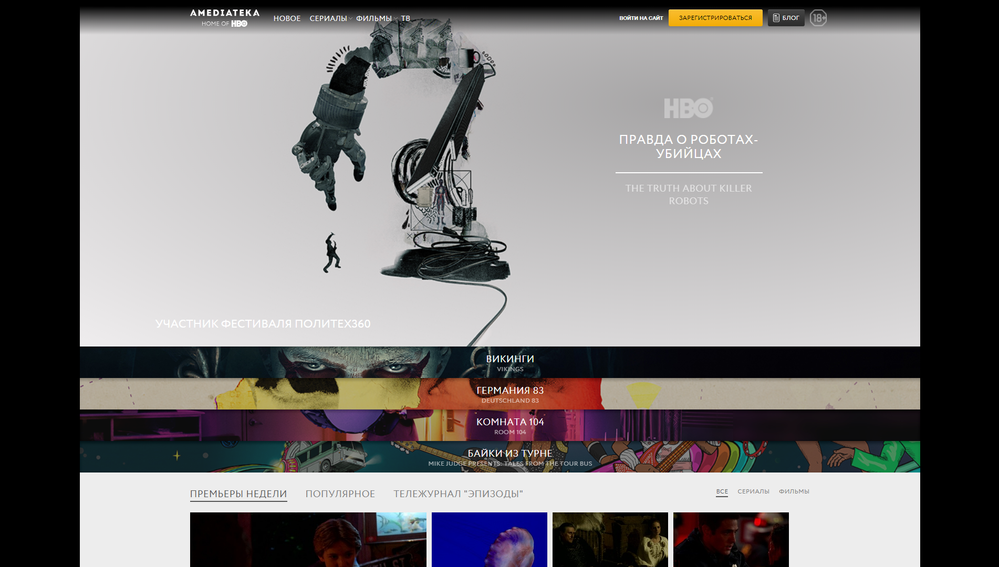 AMEDIATEKA
HOME OF HBO
НОВОЕ СЕРИАЛЫ ФИЛЬМЫ ТВ
ВОЙТИ НА САЙТ
ЗАРЕГИСТРИРОВАТЬСЯ
БЛОГ
18+
HBO
ПРАВДА О РОБОТАХ-
УБИЙЦАХ
THE TRUTH ABOUT KILLER
ROBOTS
УЧАСТНИК ФЕСТИВАЛЯ ПОЛИТЕХ360
ВИКИНГИ
VIKINGS
ГЕРМАНИЯ 83
DEUTSCHLAND 83
КОМНАТА 104
ROOM 104
БАЙКИ ИЗ ТУРНЕ
MIKE JUDGE PRESENTS: TALES FROM THE TOUR BUS
ПРЕМЬЕРЫ НЕДЕЛИ ПОПУЛЯРНОЕ ТЕЛЕЖУРНАЛ "ЭПИЗОДЫ"
ВСЕ СЕРИАЛЫ ФИЛЬМЫ